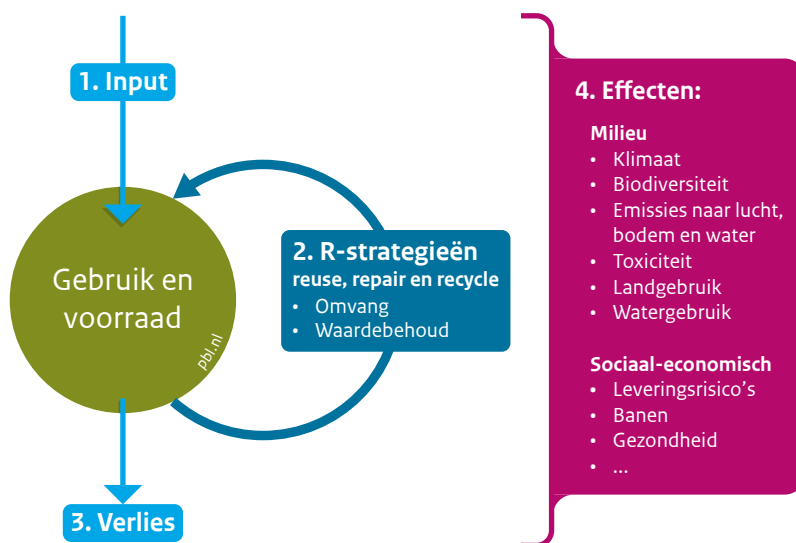 1. Input
Gebruik en
voorraad
pbl.nl
2. R-strategieën
reuse, repair en recycle
• Omvang
• Waardebehoud
3. Verlies
4. Effecten:
Milieu
• Klimaat
• Biodiversiteit
• Emissies naar lucht,
bodem en water
• Toxiciteit
• Landgebruik
• Watergebruik
Sociaal-economisch
• Leveringsrisico’s
• Banen
• Gezondheid
• ...